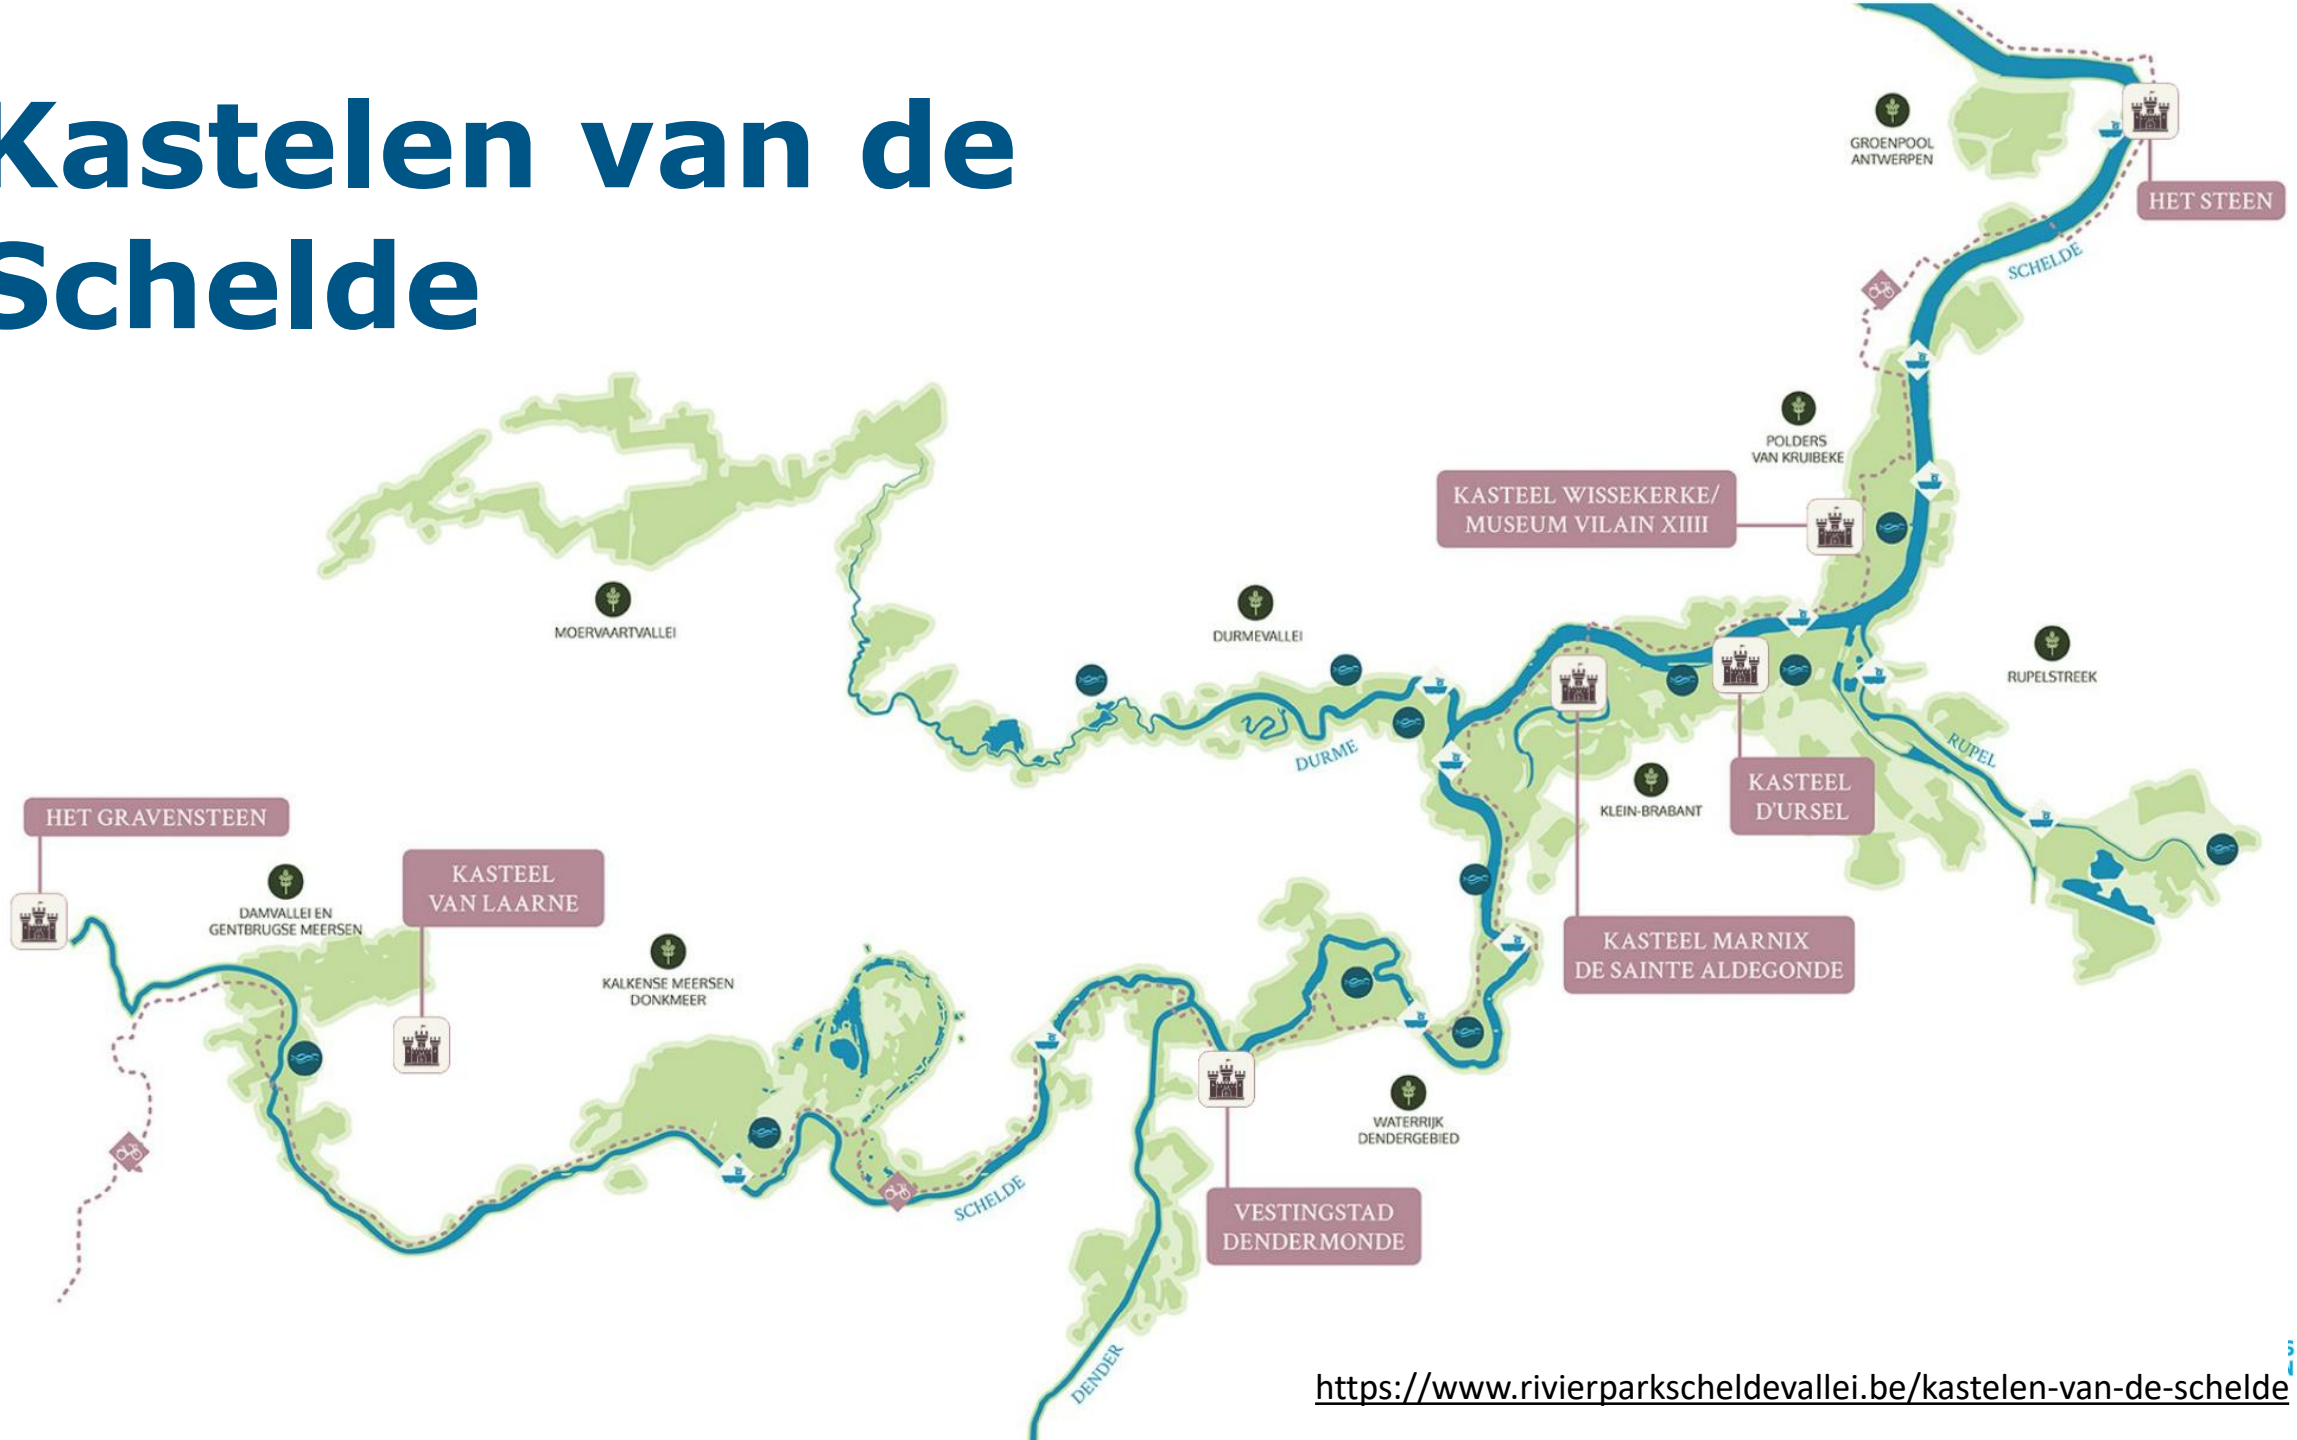 Kastelen van de
Schelde
GROENPOOL
ANTWERPEN
HET STEEN
SCHELDE
POLDERS
VAN KRUIBEKE
KASTEEL WISSEKERKE/
MUSEUM VILAIN XIIII
MOERVAARTVALLEI
DURMEVALLEI
RUPELSTREEK
DURME
RUPEL
KASTEEL
D'URSEL
KLEIN-BRABANT
HET GRAVENSTEEN
KASTEEL
VAN LAARNE
DAMVALLEI EN
GENTBRUGSE MEERSEN
KASTEEL MARNIX
DE SAINTE ALDEGONDE
KALKENSE MEERSEN
DONKMEER
WATERRIJK
DENDERGEBIED
SCHELDE
VESTINGSTAD
DENDERMONDE
DENDER
https://www.rivierparkscheldevallei.be/kastelen-van-de-schelde